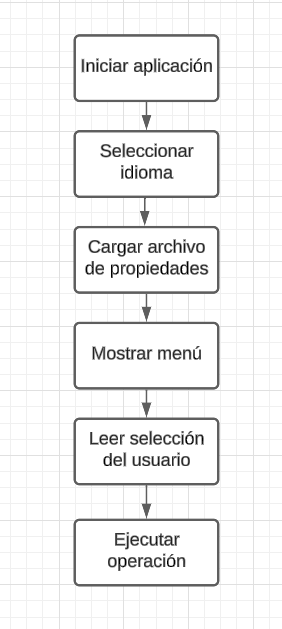 Iniciar aplicación
Seleccionar
idioma
Cargar archivo
de propiedades
Mostrar menú
Leer selección
del usuario
Ejecutar
operación